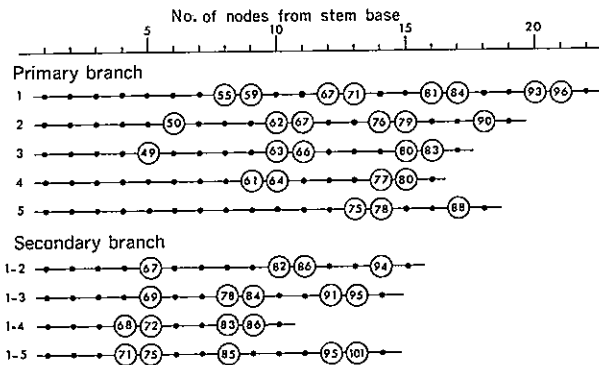 No. of nodes from stem base
5 10 15 20
Primary branch
1 55 59 67 71 81 84 93 96
2 50 62 67 76 79 90
3 49 63 66 80 83
4 61 64 77 80
5 75 78 88
Secondary branch
1-2 67 82 86 94
1-3 69 78 84 91 95
1-4 68 72 83 86
1-5 71 75 85 95 101